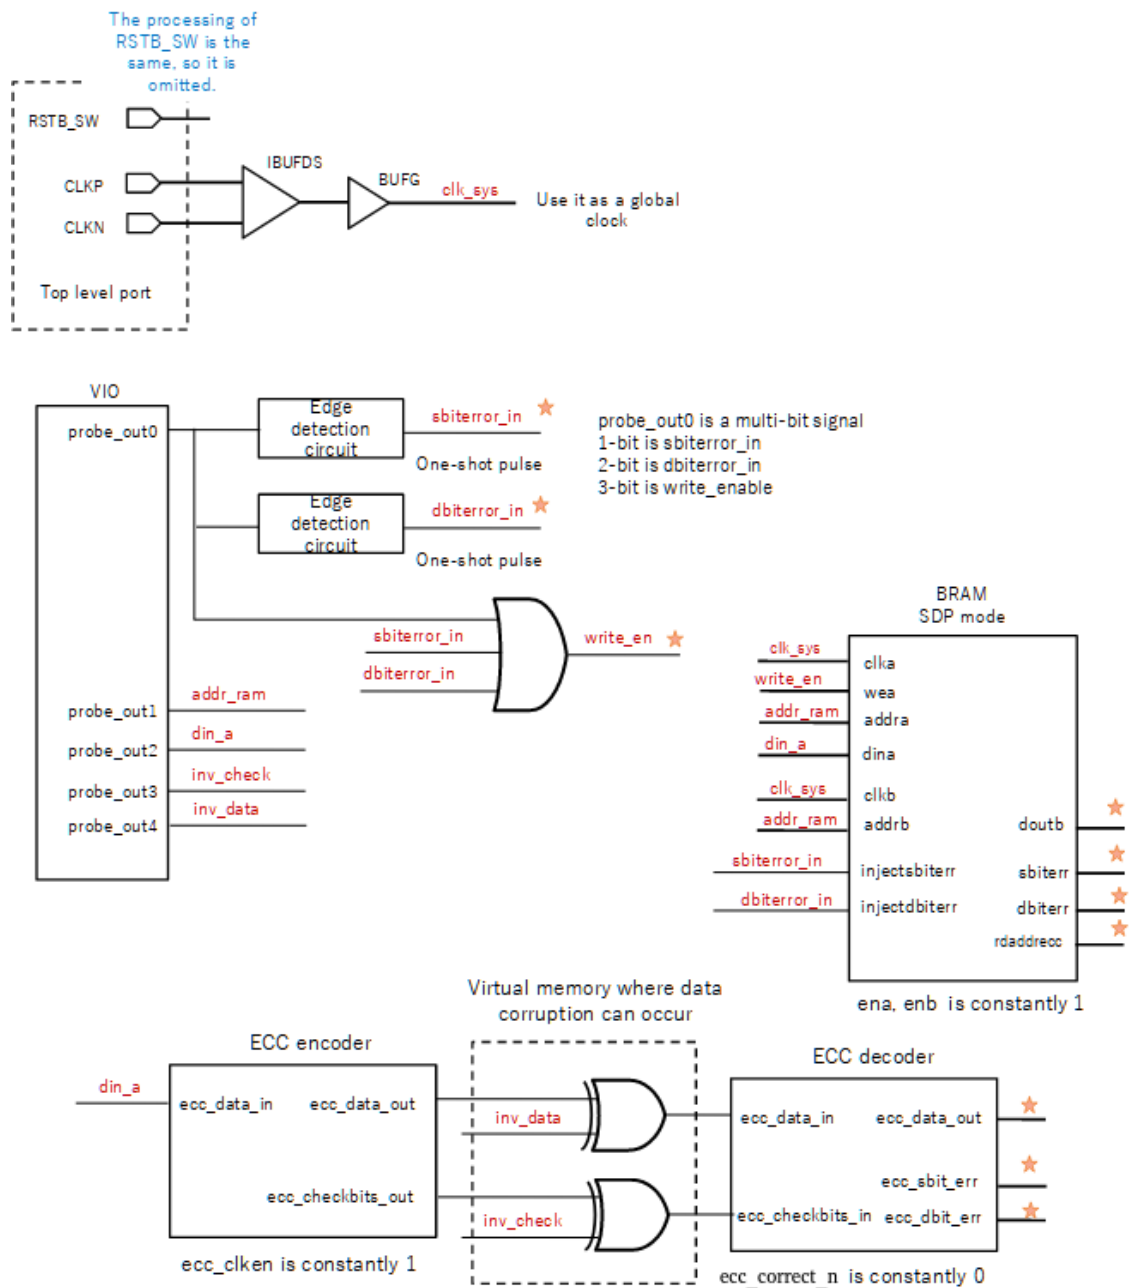 The processing of
RSTB_SW is the
same, so it is
omitted.
RSTB_SW
CLKP
CLKN
IBUFDS
BUFG
clk_sys
Use it as a global
clock
Top level port
VIO
probe_out0
Edge
detection
circuit
sbiterror_in
One-shot pulse
Edge
detection
circuit
dbiterror_in
One-shot pulse
probe_out0 is a multi-bit signal
1-bit is sbiterror_in
2-bit is dbiterror_in
3-bit is write_enable
sbiterror_in
dbiterror_in
write_en
probe_out1
addr_ram
probe_out2
din_a
probe_out3
inv_check
probe_out4
inv_data
BRAM
SDP mode
clk_sys
clka
write_en
wea
addr_ram
addra
din_a
dina
clk_sys
clkb
addr_ram
addrb
doutb
sbiterror_in
injectsbiterr
sbiterr
dbiterror_in
injectdbiterr
dbiterr
rdaddrecc
ena, enb is constantly 1
Virtual memory where data
corruption can occur
ECC encoder
din_a
ecc_data_in
ecc_data_out
ecc_checkbits_out
ecc_clken is constantly 1
inv_data
inv_check
ECC decoder
ecc_data_in
ecc_data_out
ecc_sbit_err
ecc_checkbits_in
ecc_dbit_err
ecc_correct_n is constantly 0